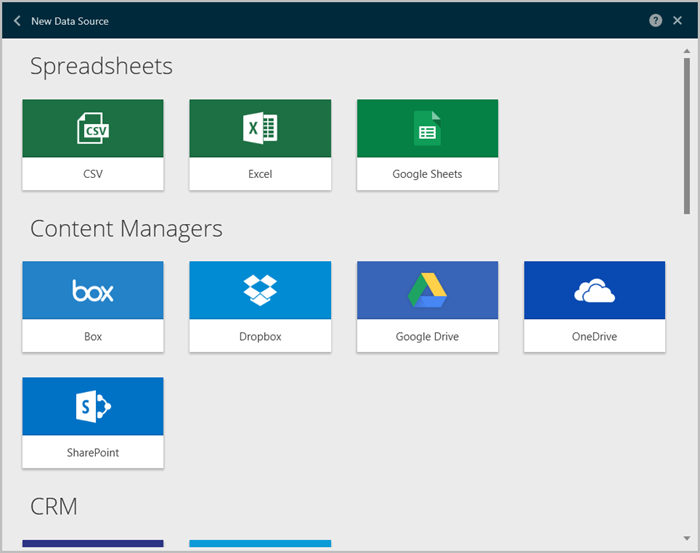 New Data Source
?
Spreadsheets
CSV
X
CSV Excel Google Sheets
Content Managers
box
Box Dropbox Google Drive OneDrive
S
SharePoint
CRM